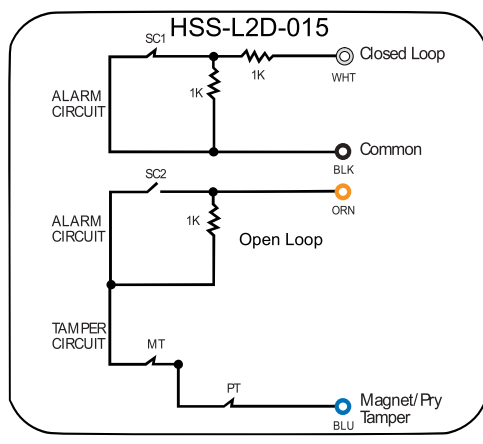 HSS-L2D-015
SC1
Closed Loop
1K
WHT
1K
ALARM
CIRCUIT
Common
BLK
SC2
ORN
1K
ALARM
CIRCUIT
Open Loop
TAMPER
CIRCUIT
MT
PT
Magnet/Pry
Tamper
BLU